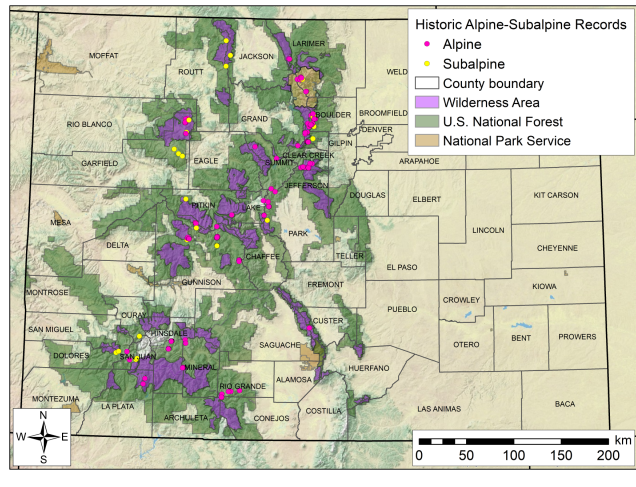 Historic Alpine-Subalpine Records
Alpine
Subalpine
County boundary
Wilderness Area
U.S. National Forest
National Park Service
MOFFAT
ROUTT
JACKSON
LARIMER
WELD
RIO BLANCO
GRAND
BOULDER
BROOMFIELD
DENVER
GILPIN
GARFIELD
EAGLE
SUMMIT
CLEAR CREEK
ARAPAHOE
JEFFERSON
DOUGLAS
ELBERT
KIT CARSON
PITKIN
LAKE
MESA
PARK
LINCOLN
DELTA
CHAFFEE
TELLER
CHEYENNE
EL PASO
GUNNISON
FREMONT
KIOWA
MONTROSE
CROWLEY
OURAY
PUEBLO
CUSTER
SAN MIGUEL
HINSDALE
BENT
PROWERS
SAGUACHE
OTERO
DOLORES
SAN JUAN
MINERAL
HUERFANO
ALAMOSA
RIO GRANDE
MONTEZUMA
LA PLATA
COSTILLA
LAS ANIMAS
BACA
ARCHULETA
CONEJOS
N
W
E
S
km
0
50
100
150
200